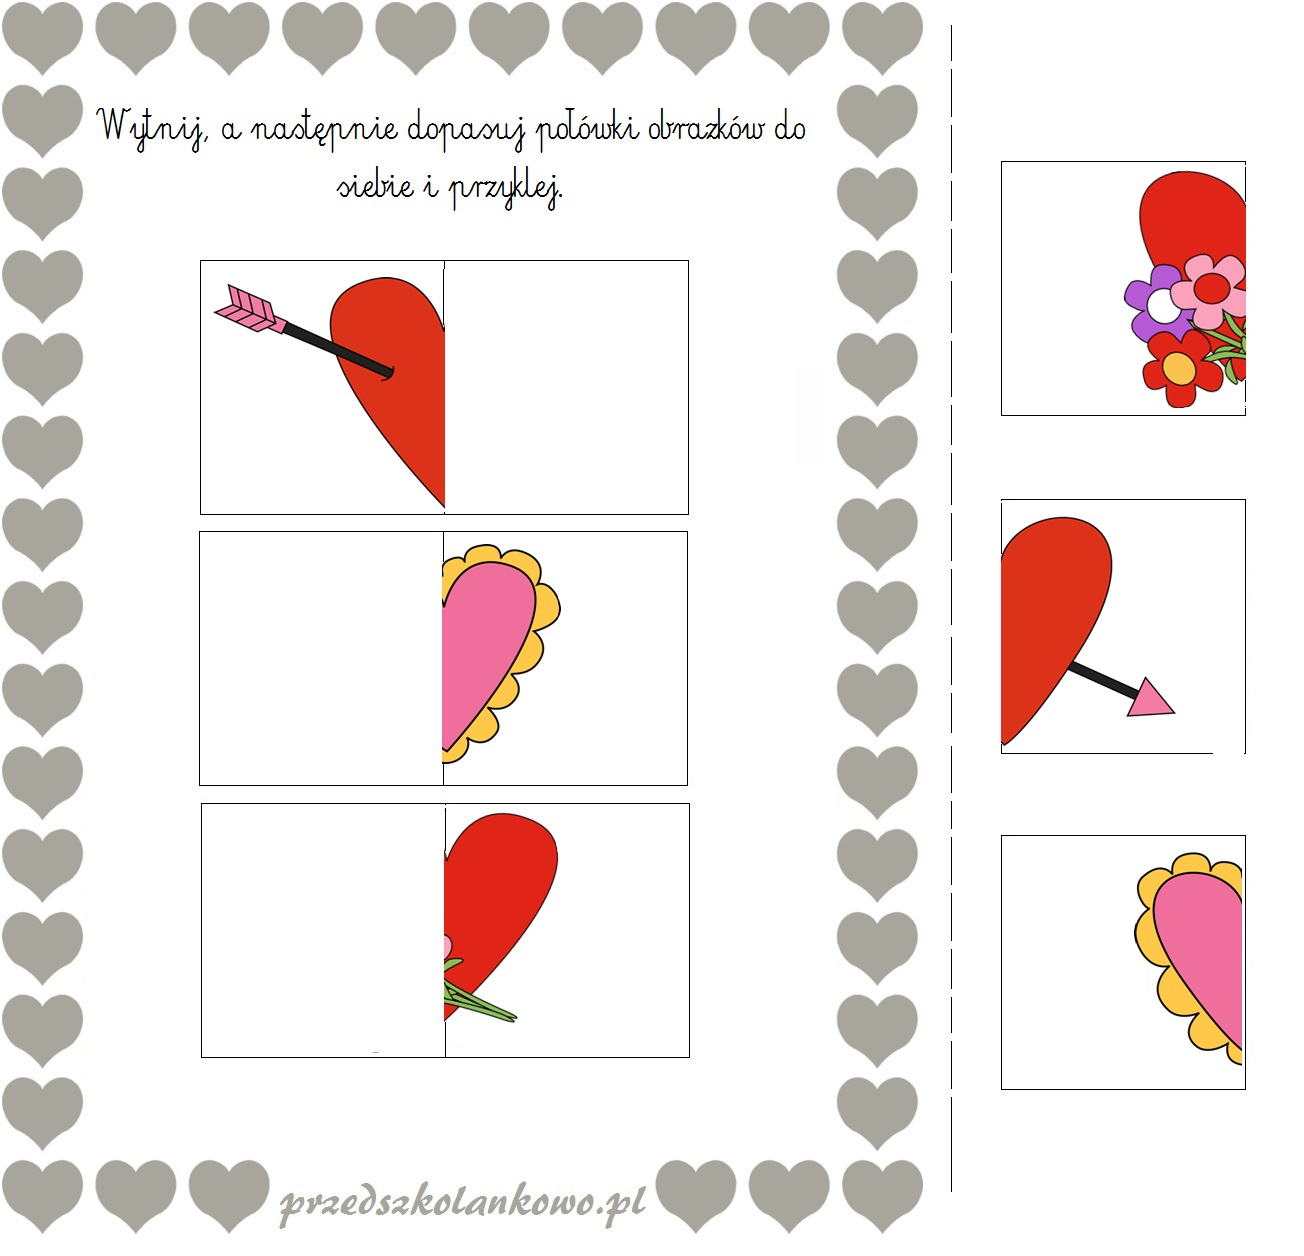 Wytnij, a następnie dopasuj połówki obrazków do
siebie i przyklej.
przedszkolankowo.pl